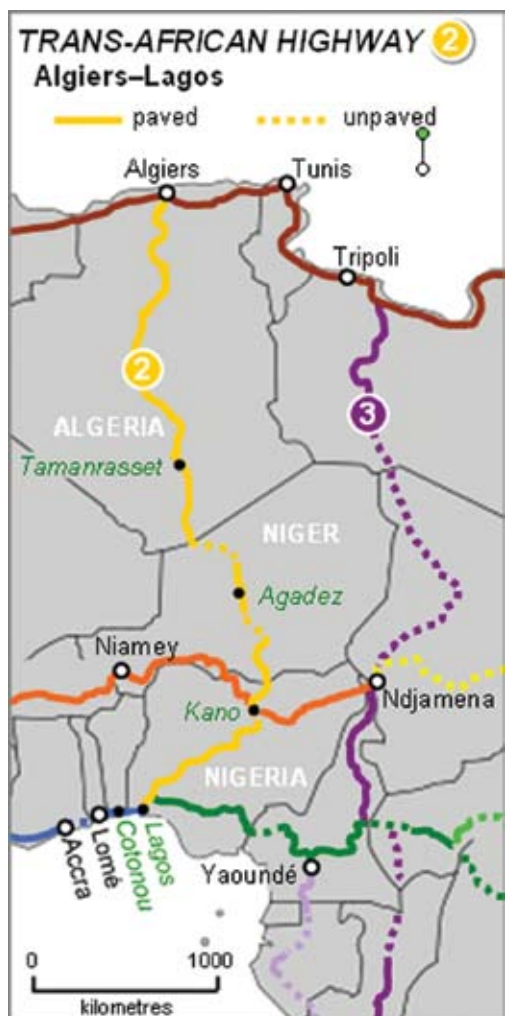 TRANS-AFRICAN HIGHWAY 2
Algiers–Lagos
paved
unpaved
Algiers
Tunis
Tripoli
2
3
ALGERIA
Tamanrasset
NIGER
Agadez
Niamey
Ndjamena
Kano
NIGERIA
Accra
Lomé
Cotonou
Lagos
Yaoundé
0
1000
kilometres